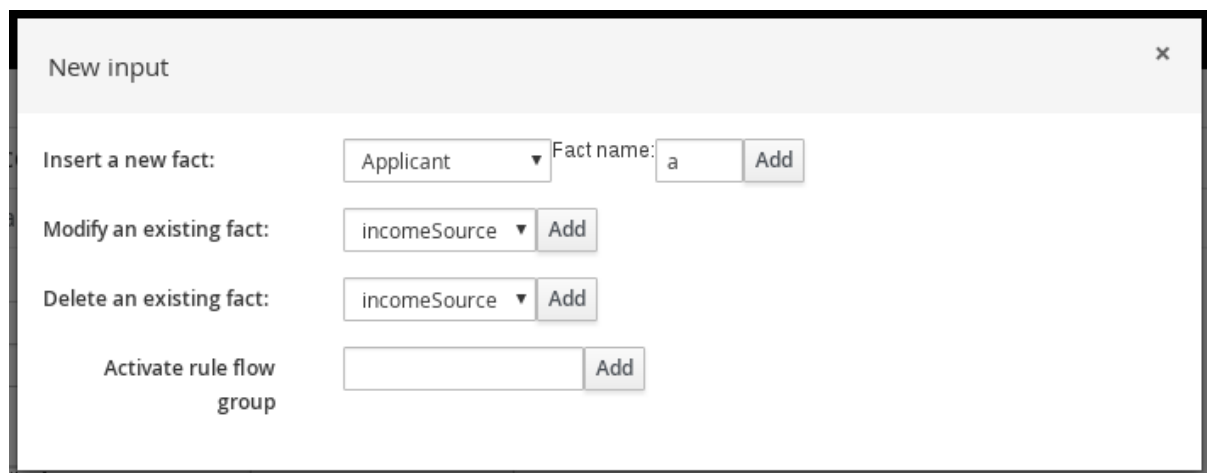 New input ×
Insert a new fact: Applicant Fact name: a Add
Modify an existing fact: incomeSource Add
Delete an existing fact: incomeSource Add
Activate rule flow Add
group